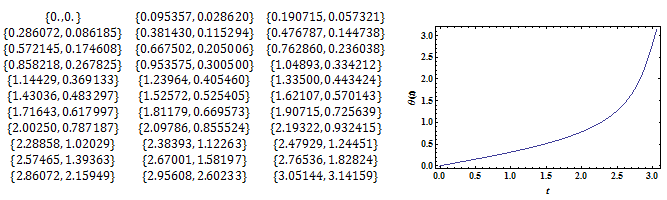 {0.,0.} {0.095357,0.028620} {0.190715,0.057321}
{0.286072,0.086185} {0.381430,0.115294} {0.476787,0.144738}
{0.572145,0.174608} {0.667502,0.205006} {0.762860,0.236038}
{0.858218,0.267825} {0.953575,0.300500} {1.04893,0.334212}
{1.14429,0.369133} {1.23964,0.405460} {1.33500,0.443424}
{1.43036,0.483297} {1.52572,0.525405} {1.62107,0.570143}
{1.71643,0.617997} {1.81179,0.669573} {1.90715,0.725639}
{2.00250,0.787187} {2.09786,0.855524} {2.19322,0.932415}
{2.28858,1.02029} {2.38393,1.12263} {2.47929,1.24451}
{2.57465,1.39363} {2.67001,1.58197} {2.76536,1.82824}
{2.86072,2.15949} {2.95608,2.60233} {3.05144,3.14159}
3.0
2.5
2.0
θ(t)
1.5
1.0
0.5
0.0
0.0 0.5 1.0 1.5 2.0 2.5 3.0
t